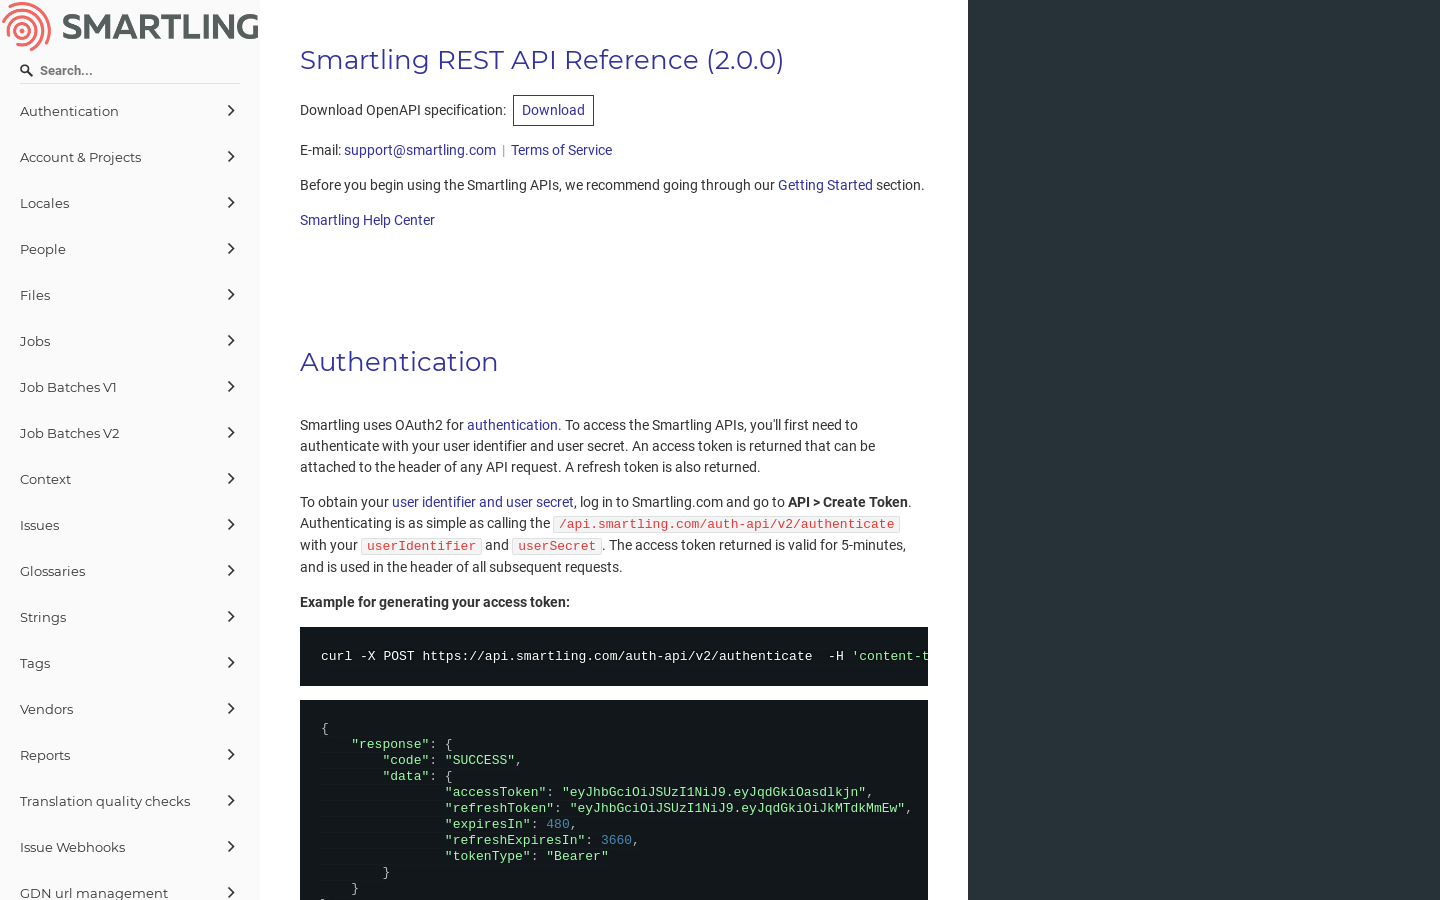 SMARTLING
Search...
Authentication
Account & Projects
Locales
People
Files
Jobs
Job Batches V1
Job Batches V2
Context
Issues
Glossaries
Strings
Tags
Vendors
Reports
Translation quality checks
Issue Webhooks
GDN url management
Smartling REST API Reference (2.0.0)
Download OpenAPI specification: Download
E-mail: support@smartling.com | Terms of Service
Before you begin using the Smartling APIs, we recommend going through our Getting Started section.
Smartling Help Center
Authentication
Smartling uses OAuth2 for authentication. To access the Smartling APIs, you'll first need to
authenticate with your user identifier and user secret. An access token is returned that can be
attached to the header of any API request. A refresh token is also returned.
To obtain your user identifier and user secret, log in to Smartling.com and go to API > Create Token.
Authenticating is as simple as calling the /api.smartling.com/auth-api/v2/authenticate
with your userIdentifier and userSecret. The access token returned is valid for 5-minutes,
and is used in the header of all subsequent requests.
Example for generating your access token:
curl -X POST https://api.smartling.com/auth-api/v2/authenticate  -H 'content-t
{
"response": {
"code": "SUCCESS",
"data": {
"accessToken": "eyJhbGciOiJSUzI1NiJ9.eyJqdGkiOasdlkjn",
"refreshToken": "eyJhbGciOiJSUzI1NiJ9.eyJqdGkiOiJkMTdkMmEw",
"expiresIn": 480,
"refreshExpiresIn": 3660,
"tokenType": "Bearer"
}
}